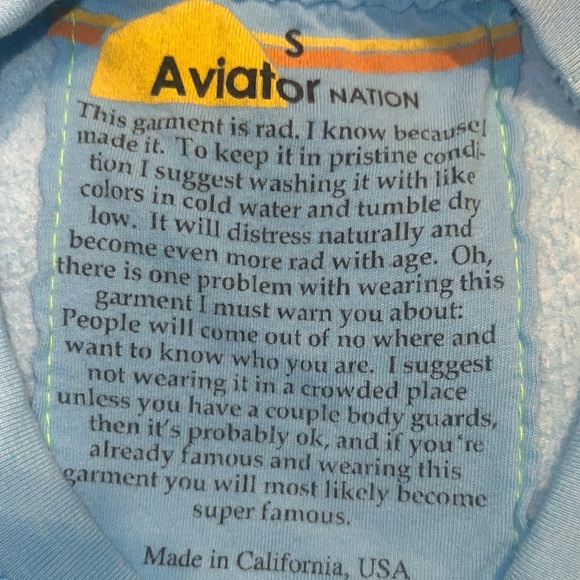 S
Aviator NATION
This garment is rad. I know because I
made it. To keep it in pristine condi-
tion I suggest washing it with like
colors in cold water and tumble dry
low. It will distress naturally and
become even more rad with age. Oh,
there is one problem with wearing this
garment I must warn you about:
People will come out of no where and
want to know who you are. I suggest
not wearing it in a crowded place
unless you have a couple body guards,
then it's probably ok, and if you're
already famous and wearing this
garment you will most likely become
super famous.
Made in California, USA